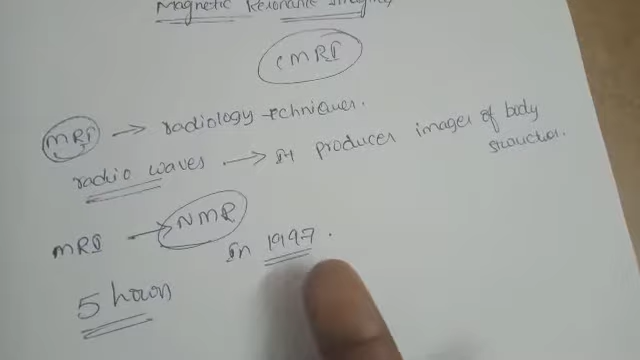 Magnetic Resonance Imaging
(MRI)
MRI → radiology techniques.
radio waves → It produces images of body
structure.
MRI → NMR
In 1997.
5 hours